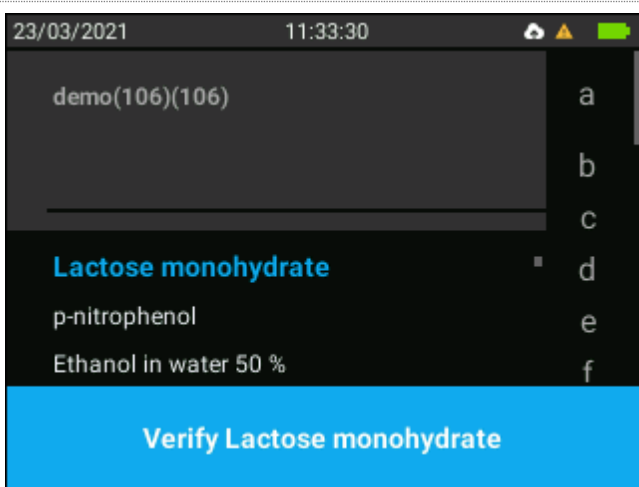 23/03/2021 11:33:30
demo(106)(106)
a
b
c
Lactose monohydrate
d
p-nitrophenol
e
Ethanol in water 50 %
f
Verify Lactose monohydrate